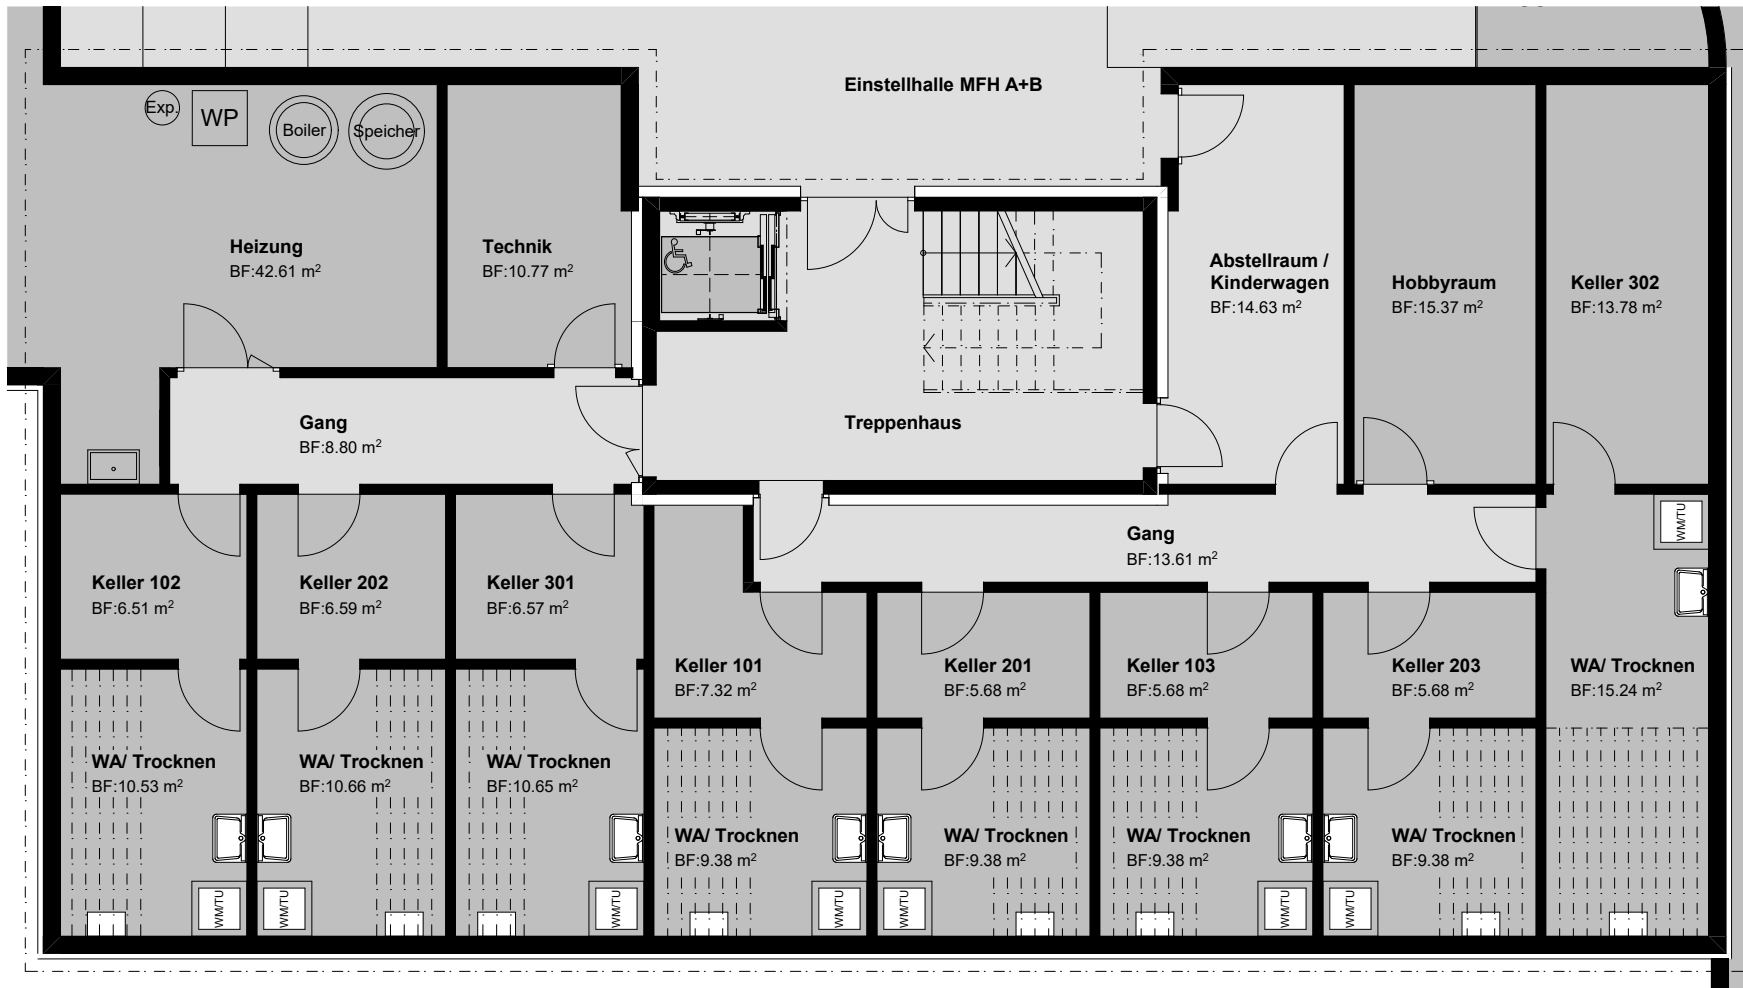 Einstellhalle MFH A+B
Exp.
WP
Boiler
Speicher
Heizung
BF:42.61 m²
Technik
BF:10.77 m²
Abstellraum /
Kinderwagen
BF:14.63 m²
Hobbyraum
BF:15.37 m²
Keller 302
BF:13.78 m²
Gang
BF:8.80 m²
Treppenhaus
Gang
BF:13.61 m²
WM/TU
Keller 102
BF:6.51 m²
Keller 202
BF:6.59 m²
Keller 301
BF:6.57 m²
Keller 101
BF:7.32 m²
Keller 201
BF:5.68 m²
Keller 103
BF:5.68 m²
Keller 203
BF:5.68 m²
WA/ Trocknen
BF:15.24 m²
WA/ Trocknen
BF:10.53 m²
WA/ Trocknen
BF:10.66 m²
WA/ Trocknen
BF:10.65 m²
WA/ Trocknen
BF:9.38 m²
WA/ Trocknen
BF:9.38 m²
WA/ Trocknen
BF:9.38 m²
WA/ Trocknen
BF:9.38 m²
WM/TU
WM/TU
WM/TU
WM/TU
WM/TU
WM/TU
WM/TU